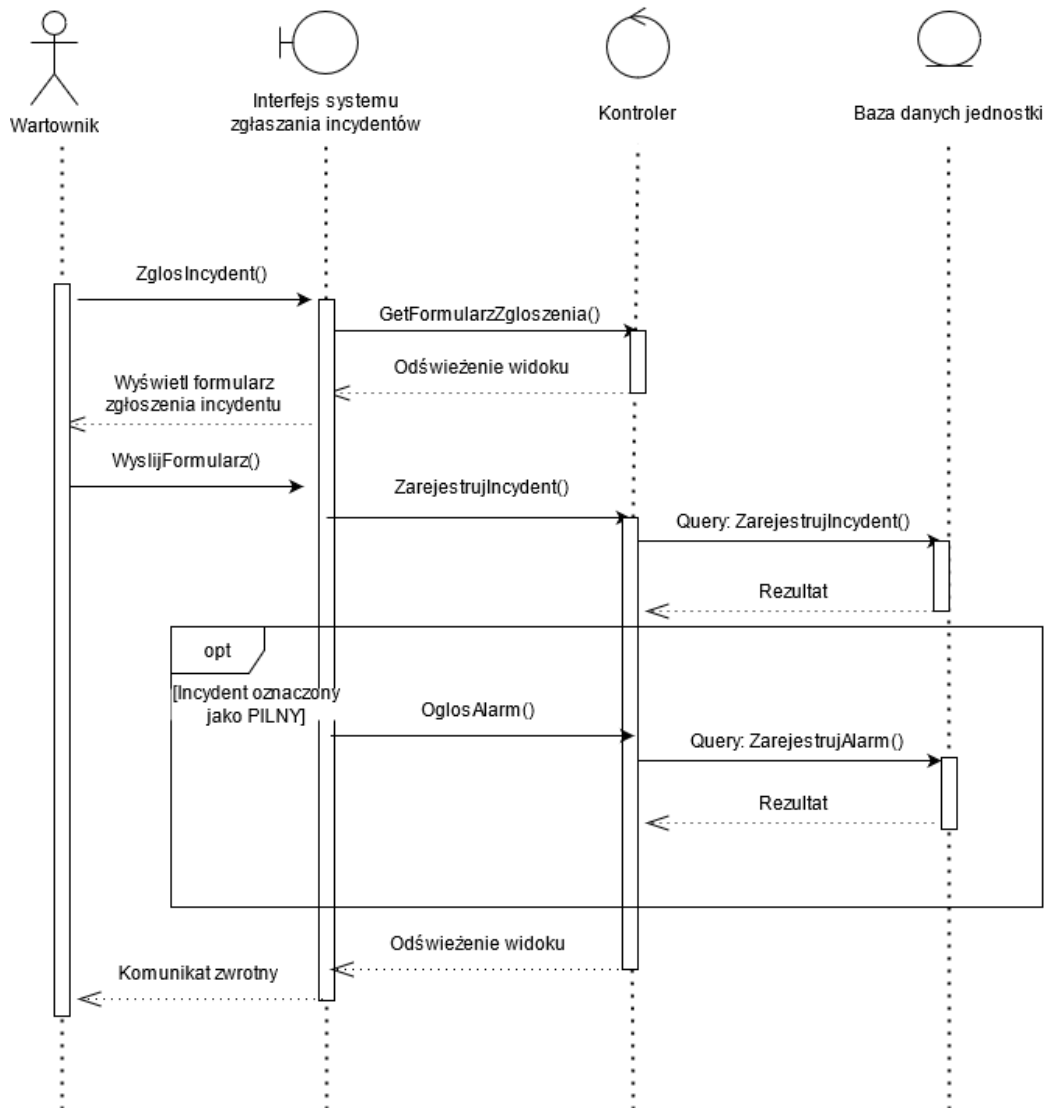 Wartownik
Interfejs systemu
zgłaszania incydentów
Kontroler
Baza danych jednostki
ZglosIncydent()
GetFormularzZgloszenia()
Odświeżenie widoku
Wyświetl formularz
zgłoszenia incydentu
WyslijFormularz()
ZarejestrujIncydent()
Query: ZarejestrujIncydent()
Rezultat
opt
[Incydent oznaczony
jako PILNY]
OglosAlarm()
Query: ZarejestrujAlarm()
Rezultat
Odświeżenie widoku
Komunikat zwrotny